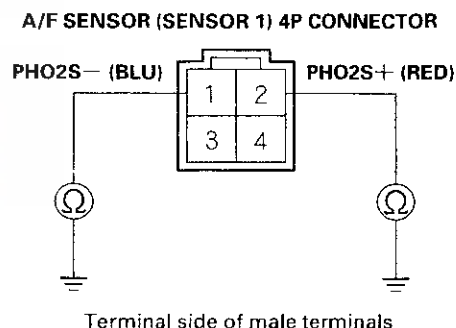 A/F SENSOR (SENSOR 1) 4P CONNECTOR
PHO2S− (BLU) PHO2S+ (RED)
1 2
3 4
Ω Ω
Terminal side of male terminals